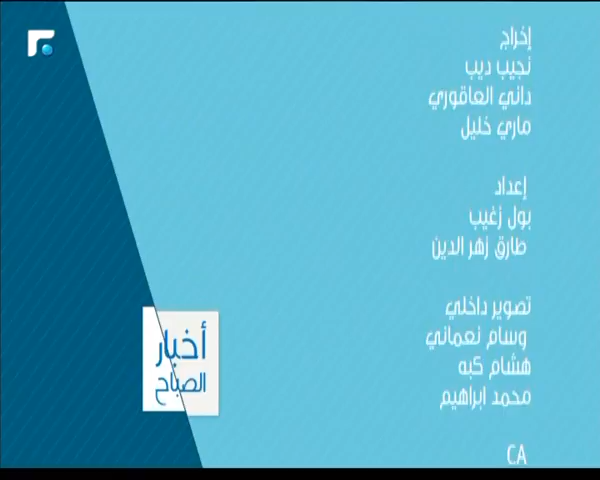 إخراج
نجيب ديب
داني العاقوري
ماري خليل
إعداد
بول زغيب
طارق زهر الدين
تصوير داخلي
وسام نعماني
هشام كبه
محمد ابراهيم
CA
أخبار
الصباح